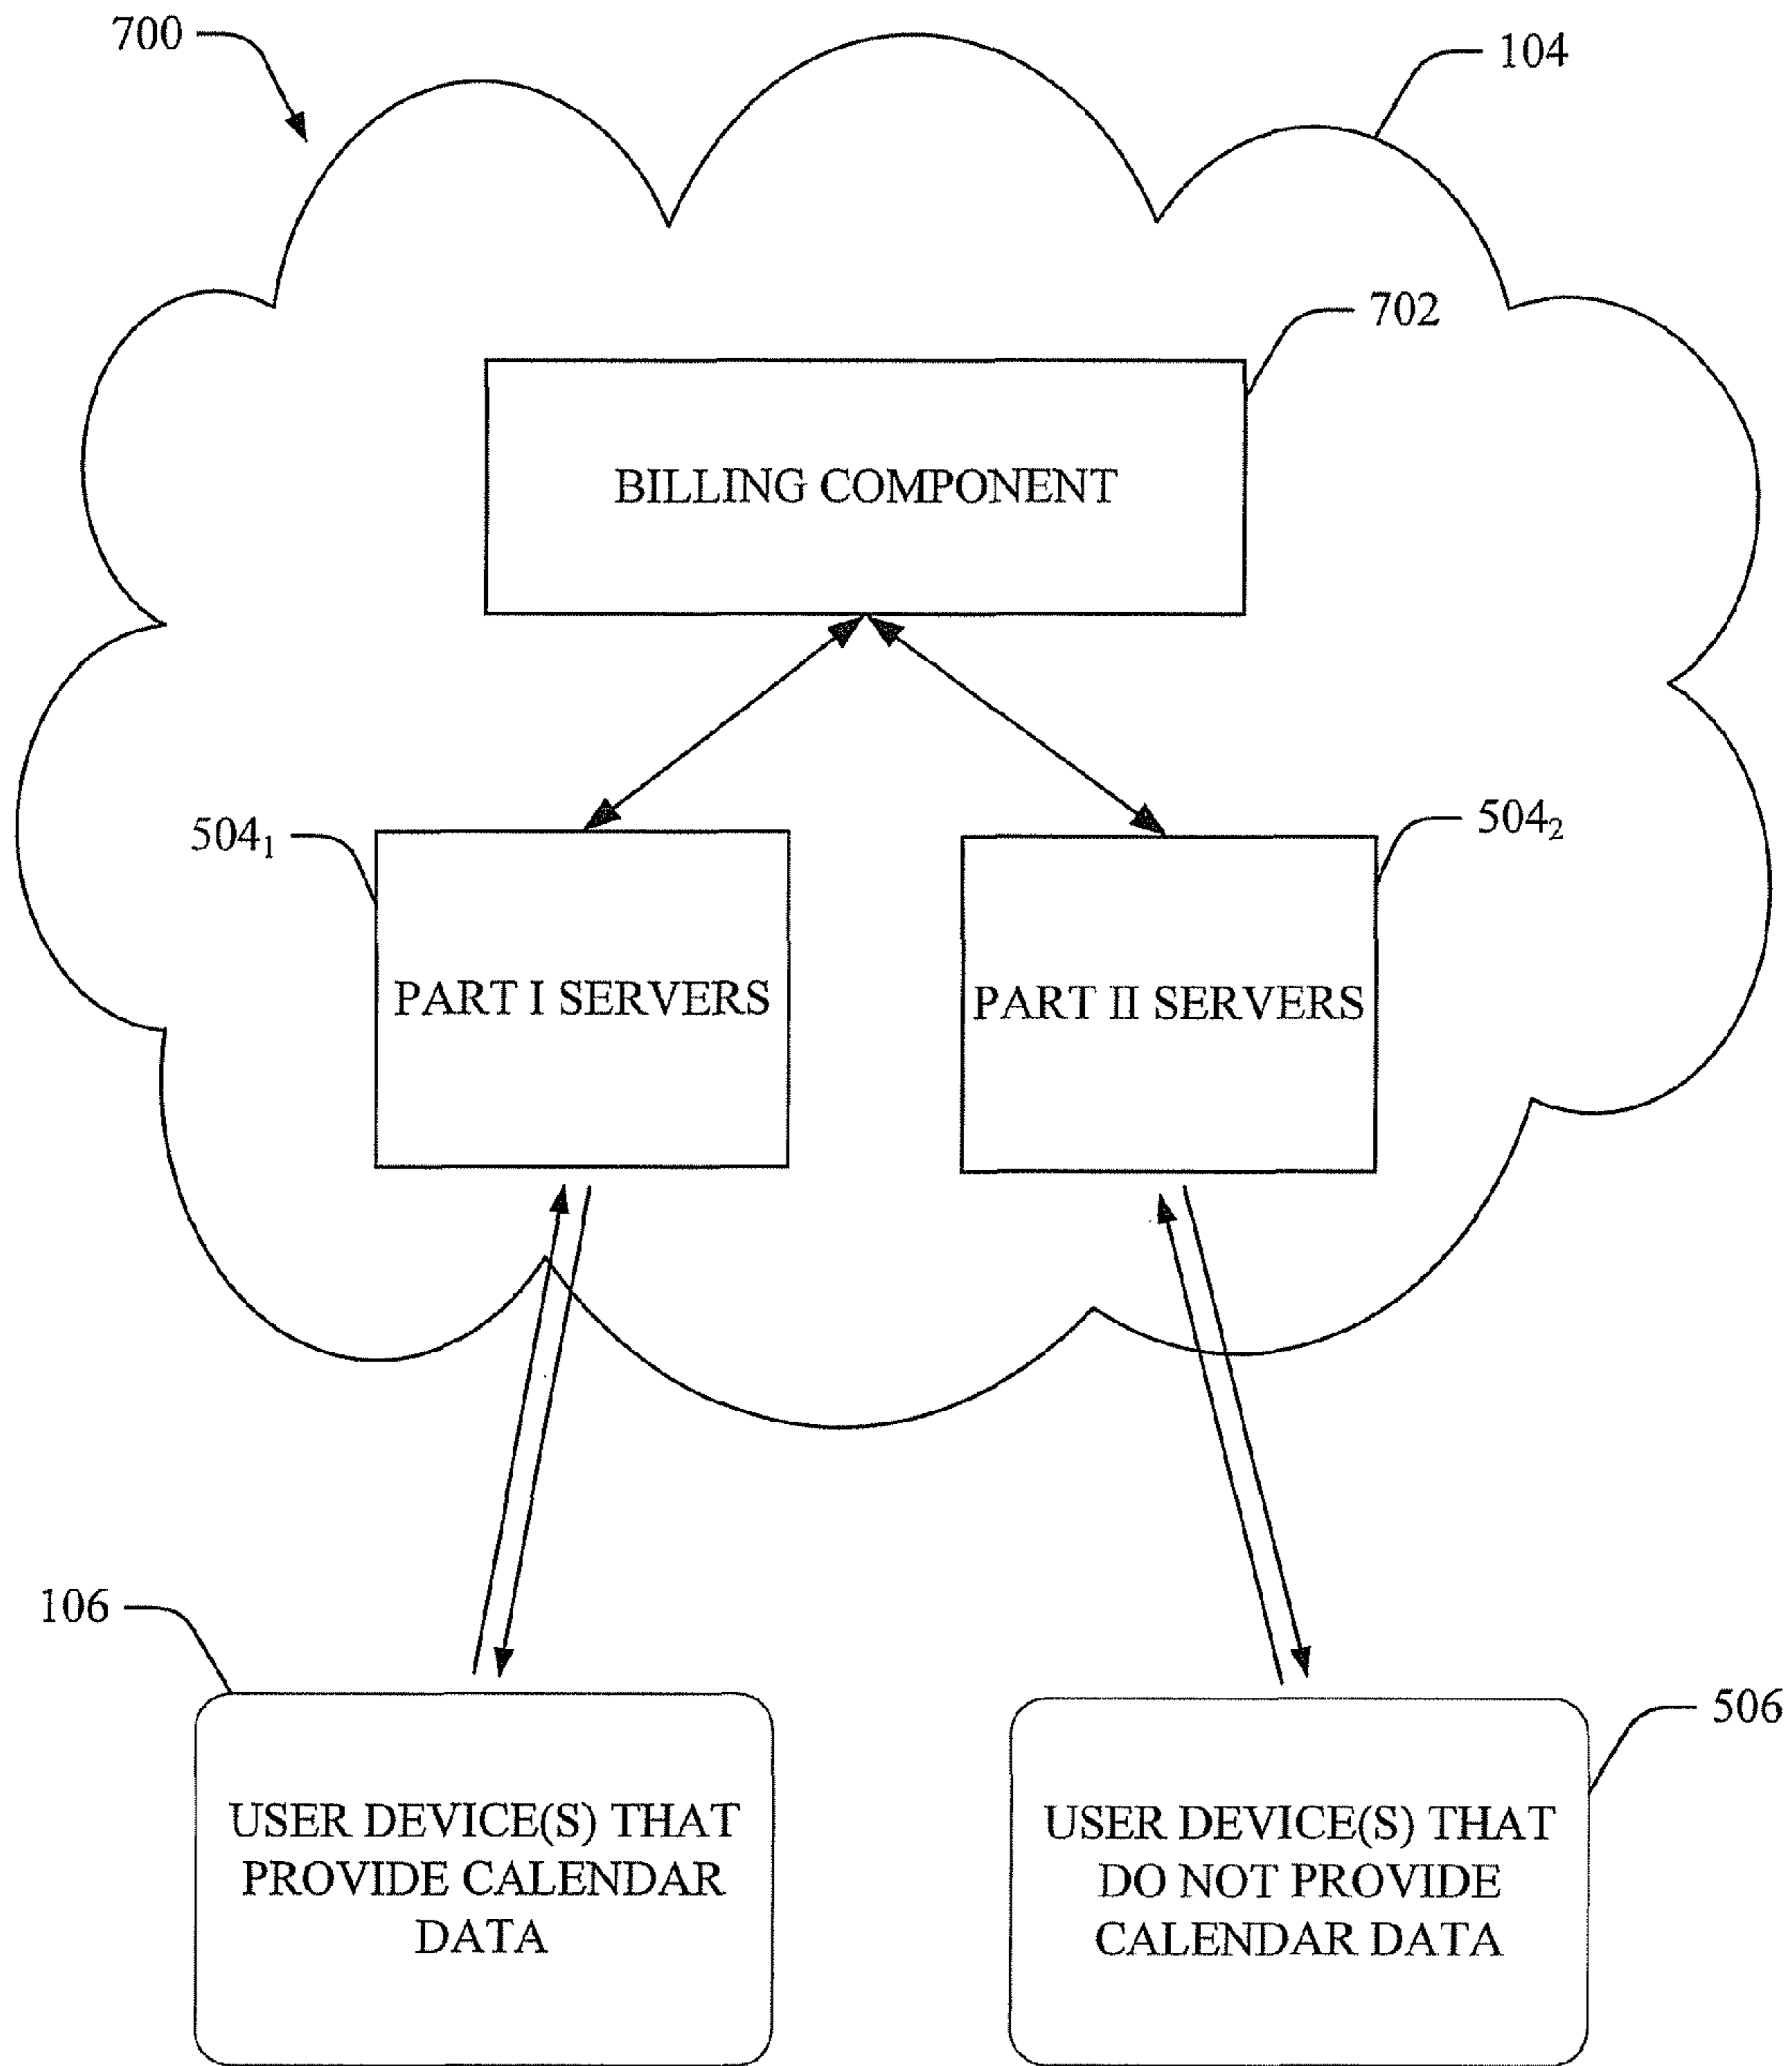 700
104
702
BILLING COMPONENT
504₁
504₂
PART I SERVERS
PART II SERVERS
106
506
USER DEVICE(S) THAT
PROVIDE CALENDAR
DATA
USER DEVICE(S) THAT
DO NOT PROVIDE
CALENDAR DATA